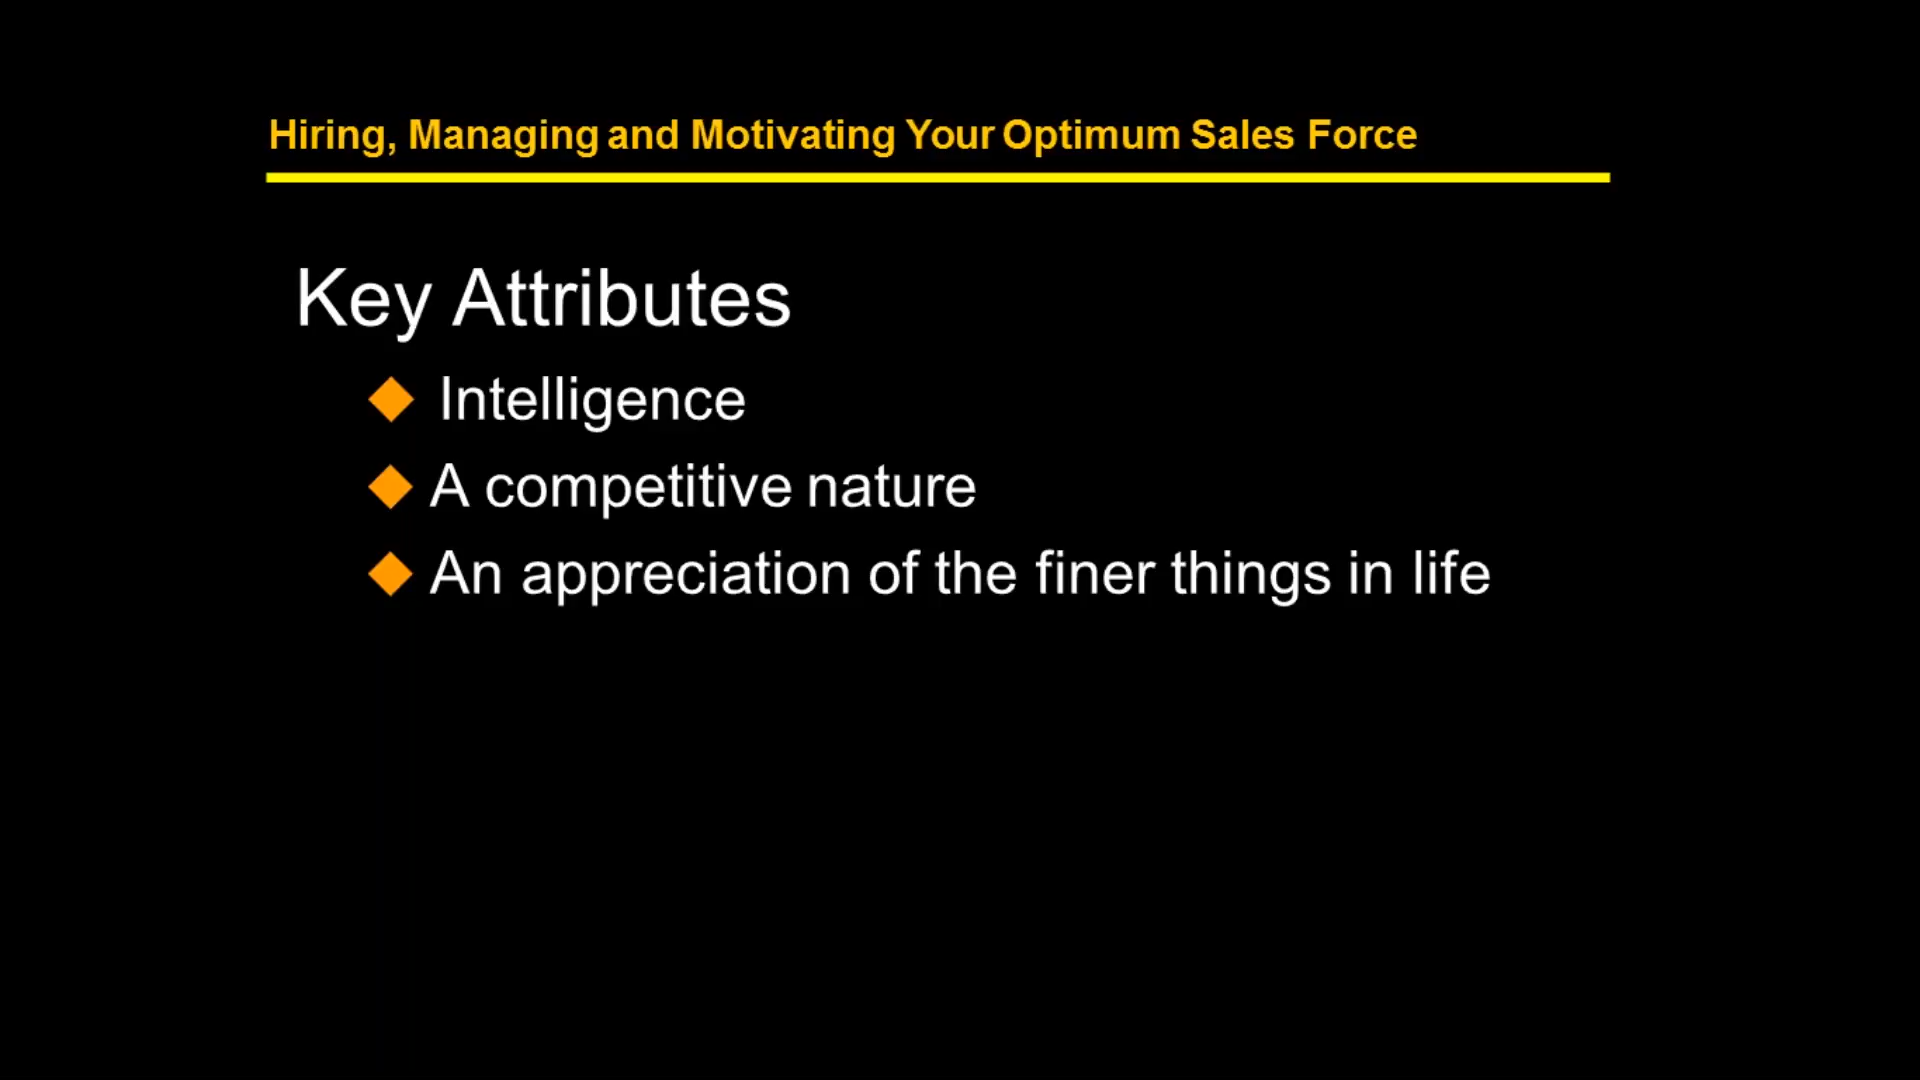 Hiring, Managing and Motivating Your Optimum Sales Force
Key Attributes
Intelligence
A competitive nature
An appreciation of the finer things in life